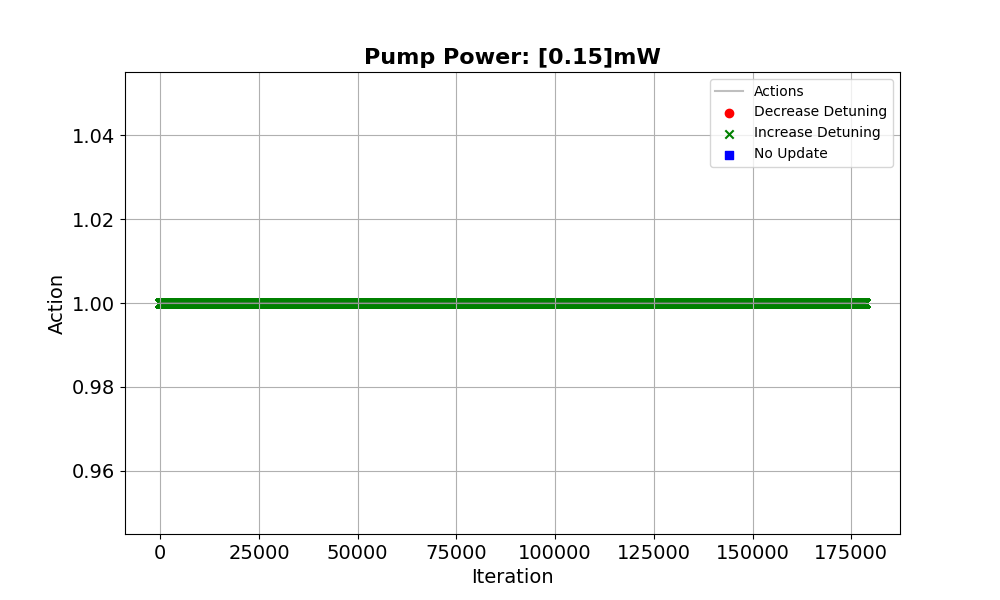 Pump Power: [0.15]mW
Actions
Decrease Detuning
Increase Detuning
No Update
1.04
1.02
1.00
0.98
0.96
Action
0 25000 50000 75000 100000 125000 150000 175000
Iteration